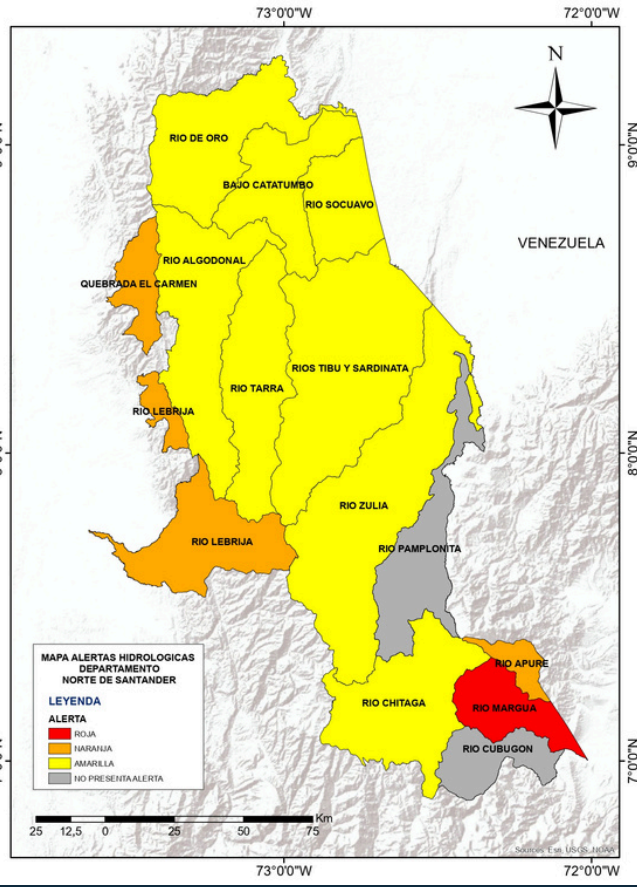 73°0'0"W
72°0'0"W
N
RIO DE ORO
9°0'0"N
BAJO CATATUMBO
RIO SOCUAVO
VENEZUELA
RIO ALGODONAL
QUEBRADA EL CARMEN
RIOS TIBU Y SARDINATA
RIO TARRA
RIO LEBRIJA
8°0'0"N
RIO ZULIA
RIO LEBRIJA
RIO PAMPLONITA
MAPA ALERTAS HIDROLOGICAS
DEPARTAMENTO
NORTE DE SANTANDER
LEYENDA
ALERTA
ROJA
NARANJA
AMARILLA
NO PRESENTA ALERTA
RIO APURE
RIO CHITAGA
RIO MARGUA
RIO CUBUGON
7°0'0"N
Km
25 12,5 0 25 50 75
Sources: Esri, USGS, NOAA
73°0'0"W
72°0'0"W